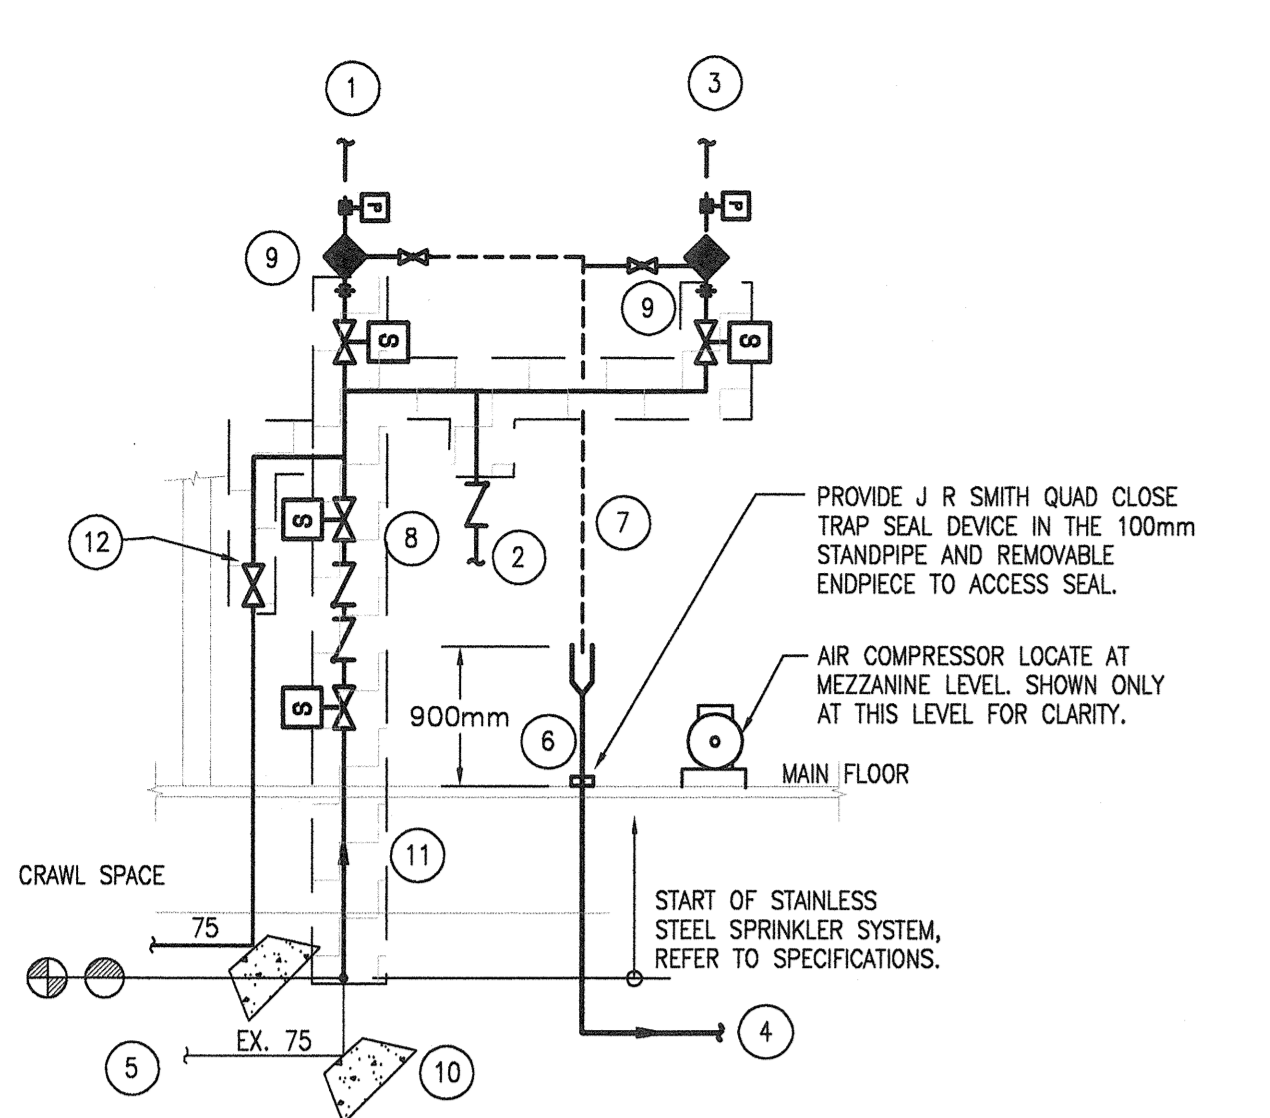 1
3
P
P
9
9
S
S
PROVIDE J R SMITH QUAD CLOSE
TRAP SEAL DEVICE IN THE 100mm
STANDPIPE AND REMOVABLE
ENDPIECE TO ACCESS SEAL.
S
8
7
12
2
AIR COMPRESSOR LOCATE AT
MEZZANINE LEVEL. SHOWN ONLY
AT THIS LEVEL FOR CLARITY.
S
900mm
6
MAIN FLOOR
11
CRAWL SPACE
START OF STAINLESS
STEEL SPRINKLER SYSTEM,
REFER TO SPECIFICATIONS.
75
4
EX. 75
5
10